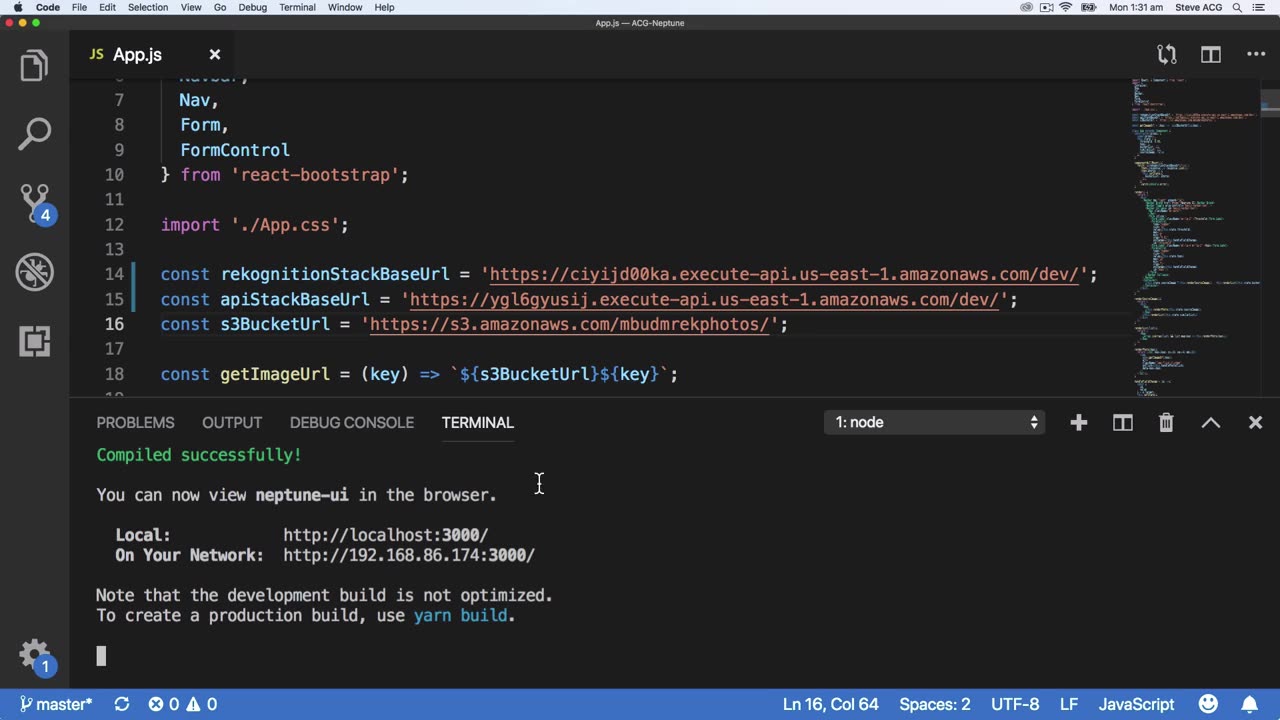 Code File Edit Selection View Go Debug Terminal Window Help Mon 1:31 am Steve ACG
App.js — ACG-Neptune
JS App.js
Navbar,
7 Nav,
8 Form,
9 FormControl
10 } from 'react-bootstrap';
11
12 import './App.css';
13
14 const rekognitionStackBaseUrl = 'https://civijd00ka.execute-api.us-east-1.amazonaws.com/dev/';
15 const apiStackBaseUrl = 'https://ygl6gyusij.execute-api.us-east-1.amazonaws.com/dev/';
16 const s3BucketUrl = 'https://s3.amazonaws.com/mbudmrekphotos/';
17
18 const getImageUrl = (key) => `${s3BucketUrl}${key}`;
4
PROBLEMS OUTPUT DEBUG CONSOLE TERMINAL 1: node
Compiled successfully!
You can now view neptune-ui in the browser.
Local: http://localhost:3000/
On Your Network: http://192.168.86.174:3000/
Note that the development build is not optimized.
To create a production build, use yarn build.
1
master* 0 0 Ln 16, Col 64 Spaces: 2 UTF-8 LF JavaScript